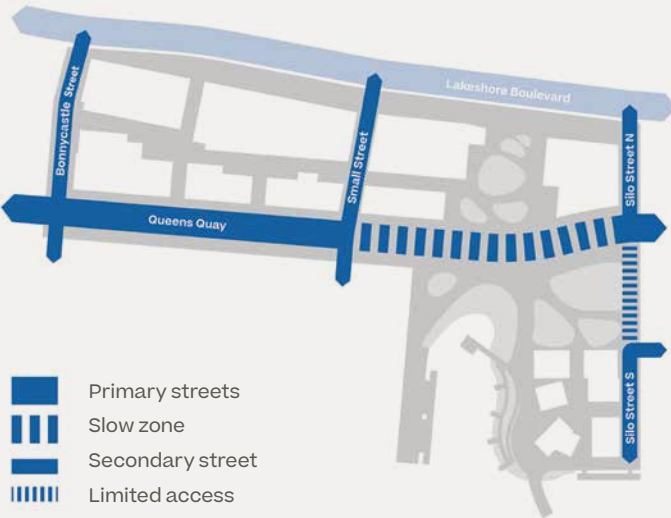 Lakeshore Boulevard
Bonnycastle Street
Small Street
Silo Street N
Queens Quay
Silo Street S
Primary streets
Slow zone
Secondary street
Limited access